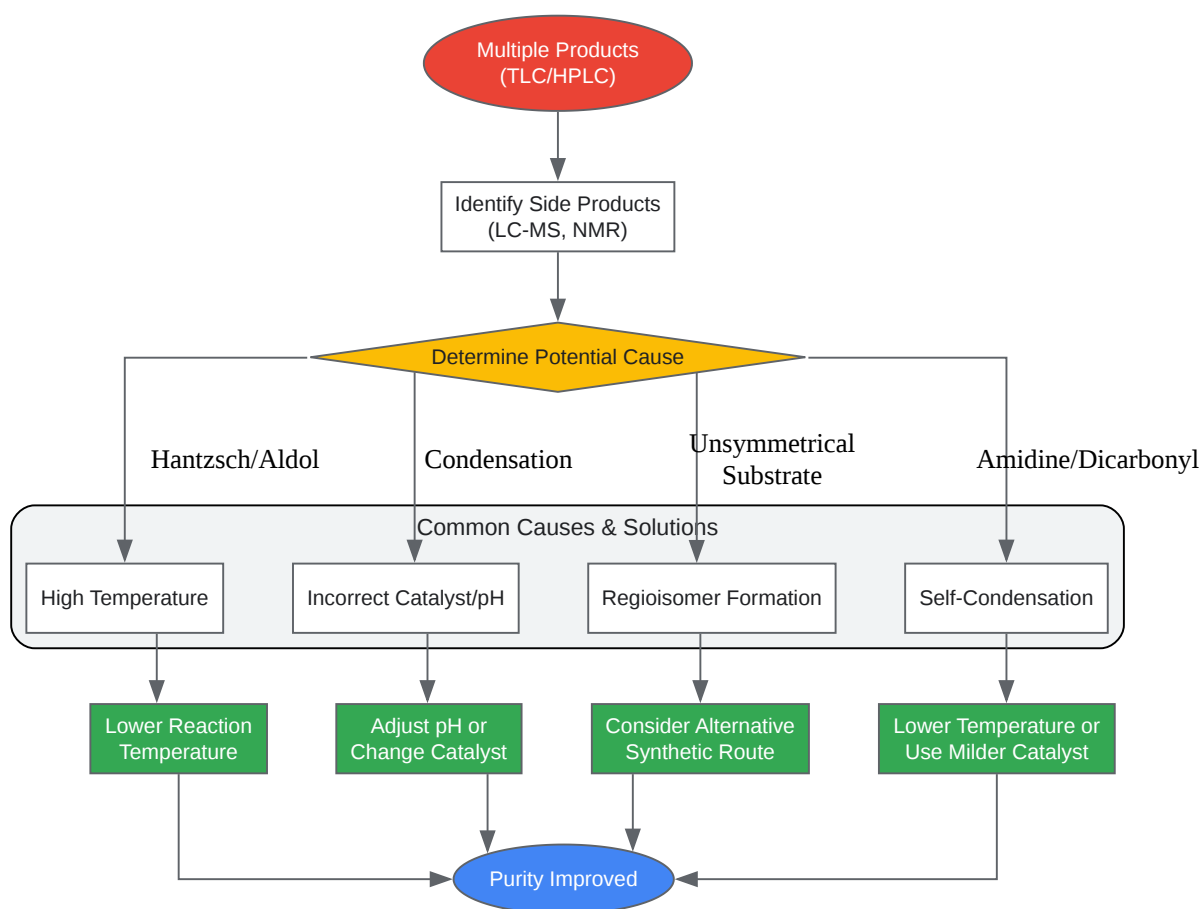 Multiple Products
(TLC/HPLC)
Identify Side Products
(LC-MS, NMR)
Determine Potential Cause
Hantzsch/Aldol
Condensation
Unsymmetrical
Substrate
Amidine/Dicarbonyl
Common Causes & Solutions
High Temperature
Incorrect Catalyst/pH
Regioisomer Formation
Self-Condensation
Lower Reaction
Temperature
Adjust pH or
Change Catalyst
Consider Alternative
Synthetic Route
Lower Temperature or
Use Milder Catalyst
Purity Improved